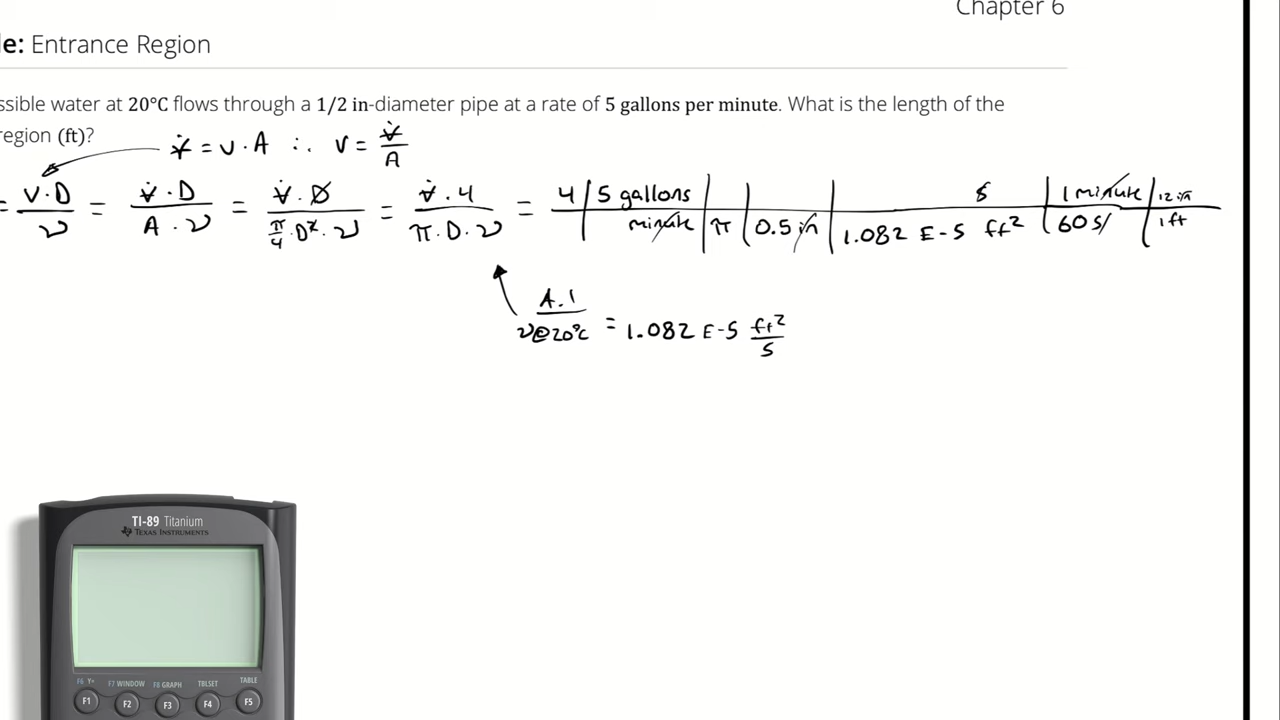 Chapter 6
le: Entrance Region
ssible water at 20°C flows through a 1/2 in-diameter pipe at a rate of 5 gallons per minute. What is the length of the
region (ft)?
V̇ = V · A ∴ V = V̇ / A
= V·D / ν = V̇·D / A·ν = V̇·D / π/4·D²·ν = V̇·4 / π·D·ν = 4 | 5 gallons / minute | π | 0.5 in | s / 1.082 E-5 ft² | 1 minute / 60 s | 12 in / 1 ft
A.1 / ν@20°C = 1.082 E-5 ft²/s
TI-89 Titanium
TEXAS INSTRUMENTS
F6 Y= F7 WINDOW F8 GRAPH TBLSET TABLE
F1 F2 F3 F4 F5